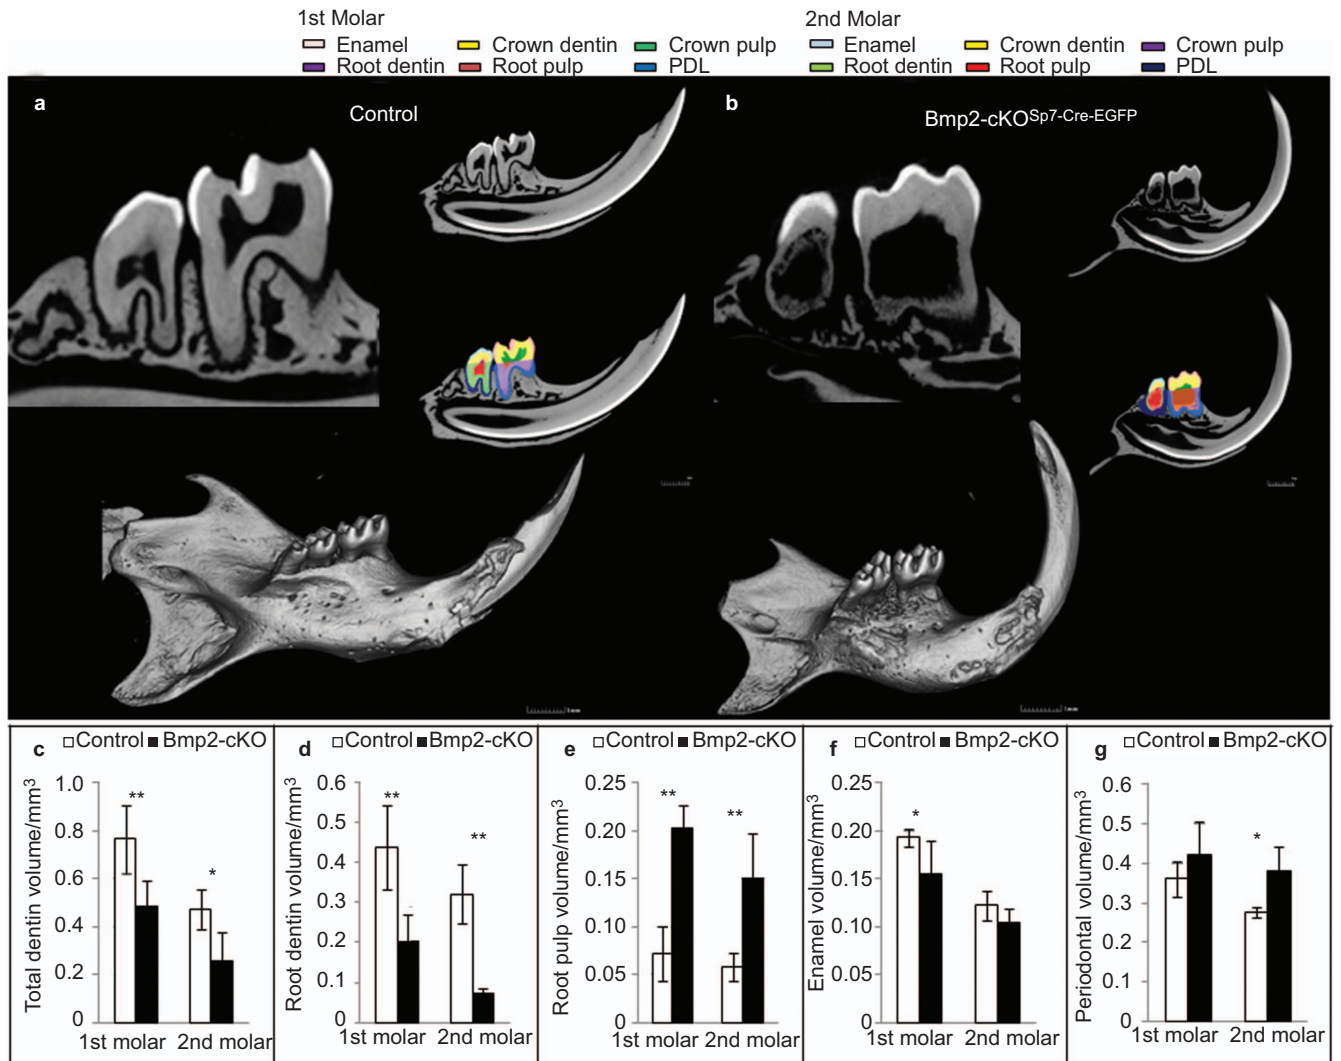 1st Molar
Enamel Crown dentin Crown pulp
Root dentin Root pulp PDL
2nd Molar
Enamel Crown dentin Crown pulp
Root dentin Root pulp PDL
a Control
b Bmp2-cKOSp7-Cre-EGFP
1 mm
1 mm
c Control Bmp2-cKO
Total dentin volume/mm3
1.0
0.8
0.6
0.4
0.2
0
**
*
1st molar 2nd molar
d Control Bmp2-cKO
Root dentin volume/mm3
0.6
0.5
0.4
0.3
0.2
0.1
0
**
**
1st molar 2nd molar
e Control Bmp2-cKO
Root pulp volume/mm3
0.25
0.20
0.15
0.10
0.05
0
**
**
1st molar 2nd molar
f Control Bmp2-cKO
Enamel volume/mm3
0.25
0.20
0.15
0.10
0.05
0
*
1st molar 2nd molar
g Control Bmp2-cKO
Periodontal volume/mm3
0.6
0.5
0.4
0.3
0.2
0.1
0
*
1st molar 2nd molar